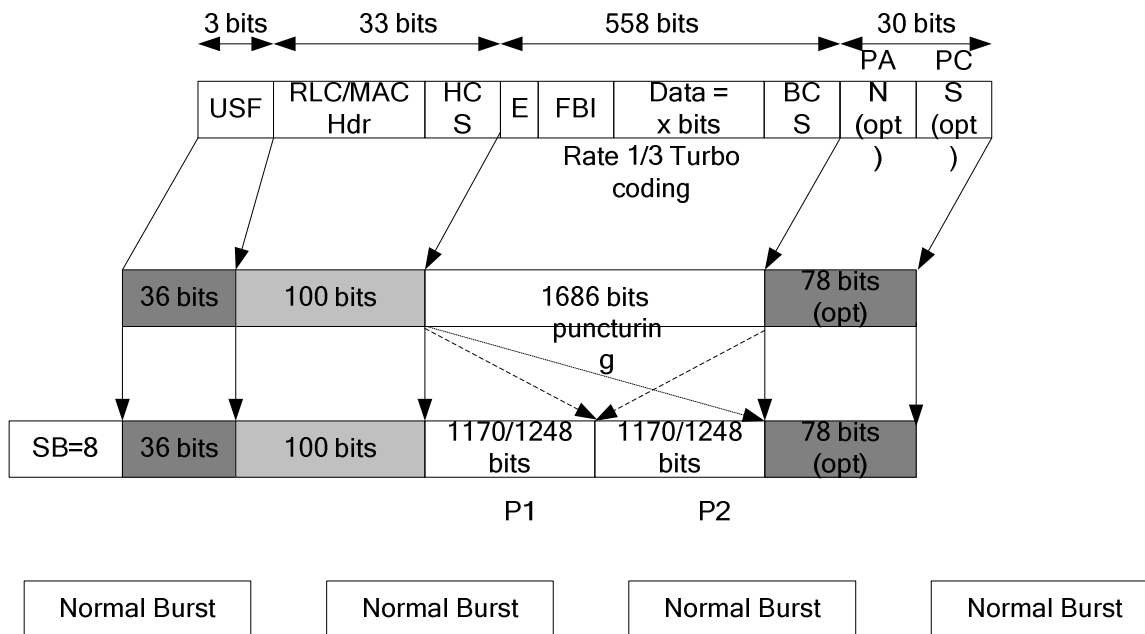 3 bits 33 bits 558 bits 30 bits
USF
RLC/MAC
Hdr
HC
S
E
FBI
Data =
x bits
BC
S
PA
N
(opt
)
PC
S
(opt
)
Rate 1/3 Turbo
coding
36 bits
100 bits
1686 bits
puncturin
g
78 bits
(opt)
SB=8
36 bits
100 bits
1170/1248
bits
1170/1248
bits
78 bits
(opt)
P1 P2
Normal Burst Normal Burst Normal Burst Normal Burst